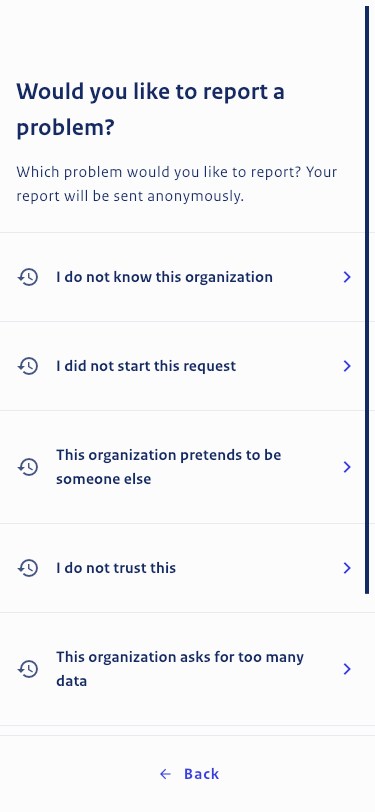 Would you like to report a
problem?
Which problem would you like to report? Your
report will be sent anonymously.
I do not know this organization
I did not start this request
This organization pretends to be
someone else
I do not trust this
This organization asks for too many
data
Back